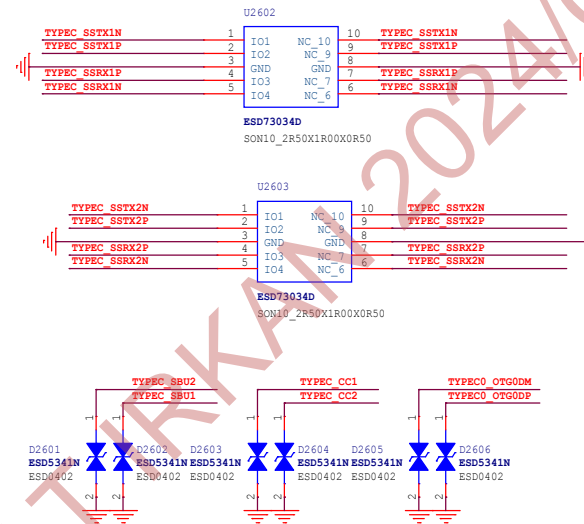 U2602
TYPEC_SSTX1N 1 IO1 NC_10 10 TYPEC_SSTX1N
TYPEC_SSTX1P 2 IO2 NC_9 9 TYPEC_SSTX1P
3 GND GND 8
TYPEC_SSRX1P 4 IO3 NC_7 7 TYPEC_SSRX1P
TYPEC_SSRX1N 5 IO4 NC_6 6 TYPEC_SSRX1N
ESD73034D
SON10_2R50X1R00X0R50
U2603
TYPEC_SSTX2N 1 IO1 NC_10 10 TYPEC_SSTX2N
TYPEC_SSTX2P 2 IO2 NC_9 9 TYPEC_SSTX2P
3 GND GND 8
TYPEC_SSRX2P 4 IO3 NC_7 7 TYPEC_SSRX2P
TYPEC_SSRX2N 5 IO4 NC_6 6 TYPEC_SSRX2N
ESD73034D
SON10_2R50X1R00X0R50
TYPEC_SBU2 TYPEC_CC1 TYPEC0_OTG0DM
TYPEC_SBU1 TYPEC_CC2 TYPEC0_OTG0DP
1 1 1 1 1 1
D2601 D2602 D2603 D2604 D2605 D2606
ESD5341N ESD5341N ESD5341N ESD5341N ESD5341N ESD5341N
ESD0402 ESD0402 ESD0402 ESD0402 ESD0402 ESD0402
2 2 2 2 2 2
2024/